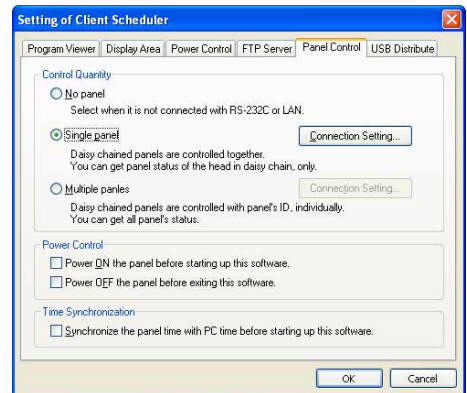 Setting of Client Scheduler
Program Viewer Display Area Power Control FTP Server Panel Control USB Distribute
Control Quantity
No panel
Select when it is not connected with RS-232C or LAN.
Single panel Connection Setting...
Daisy chained panels are controlled together.
You can get panel status of the head in daisy chain, only.
Multiple panles Connection Setting...
Daisy chained panels are controlled with panel's ID, individually.
You can get all panel's status.
Power Control
Power ON the panel before starting up this software.
Power OFF the panel before exiting this software.
Time Synchronization
Synchronize the panel time with PC time before starting up this software.
OK Cancel